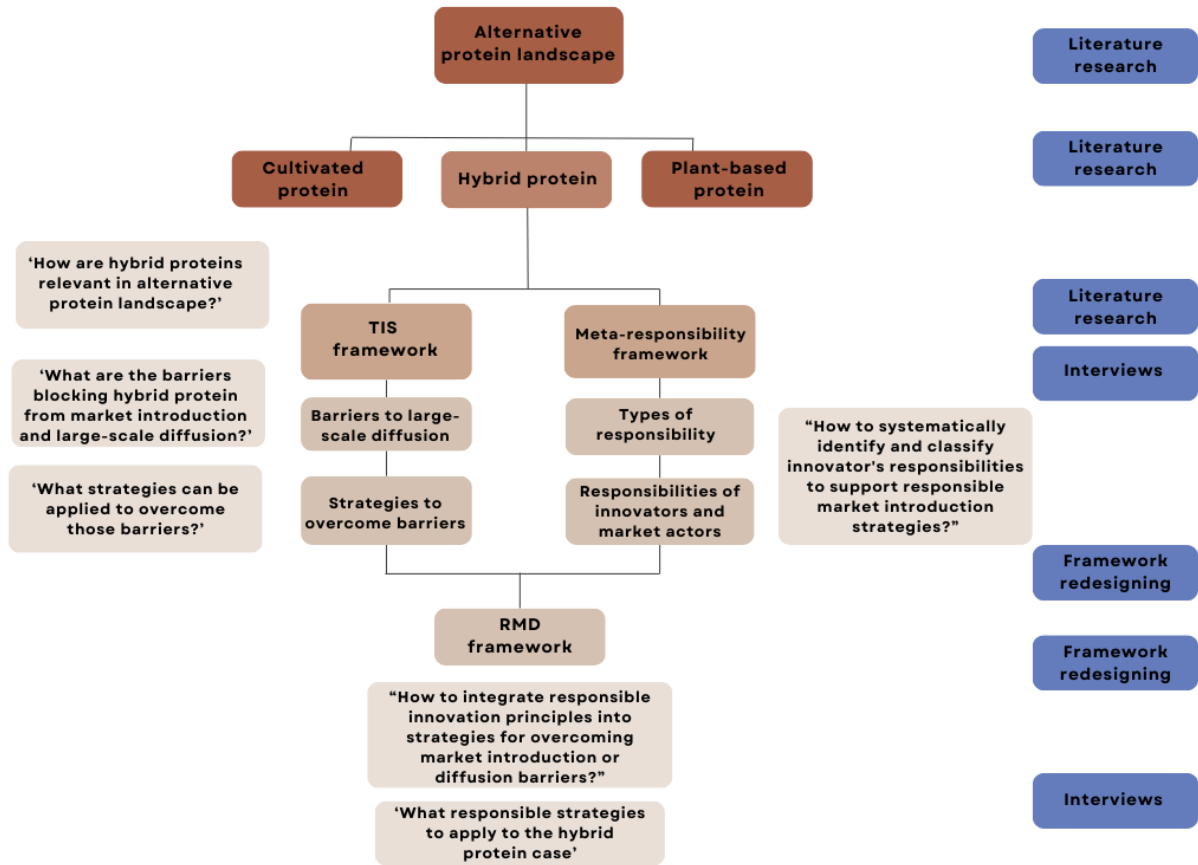 Alternative
protein landscape
Literature
research
Cultivated
protein
Hybrid protein
Plant-based
protein
Literature
research
‘How are hybrid proteins
relevant in alternative
protein landscape?’
TIS
framework
Meta-responsibility
framework
Literature
research
‘What are the barriers
blocking hybrid protein
from market introduction
and large-scale diffusion?’
Interviews
Barriers to large-
scale diffusion
Types of
responsibility
“How to systematically
identify and classify
innovator's responsibilities
to support responsible
market introduction
strategies?”
‘What strategies can be
applied to overcome
those barriers?’
Strategies to
overcome barriers
Responsibilities of
innovators and
market actors
Framework
redesigning
RMD
framework
Framework
redesigning
“How to integrate responsible
innovation principles into
strategies for overcoming
market introduction or
diffusion barriers?”
Interviews
‘What responsible strategies
to apply to the hybrid
protein case’